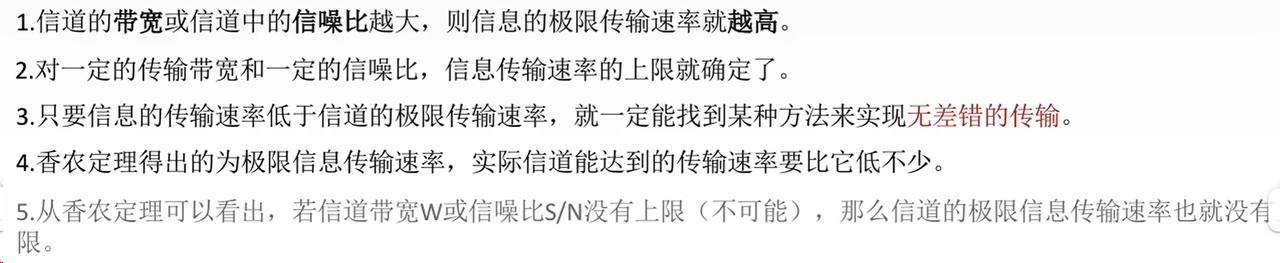 1.信道的带宽或信道中的信噪比越大，则信息的极限传输速率就越高。
2.对一定的传输带宽和一定的信噪比，信息传输速率的上限就确定了。
3.只要信息的传输速率低于信道的极限传输速率，就一定能找到某种方法来实现无差错的传输。
4.香农定理得出的为极限信息传输速率，实际信道能达到的传输速率要比它低不少。
5.从香农定理可以看出，若信道带宽W或信噪比S/N没有上限（不可能），那么信道的极限信息传输速率也就没有
限。